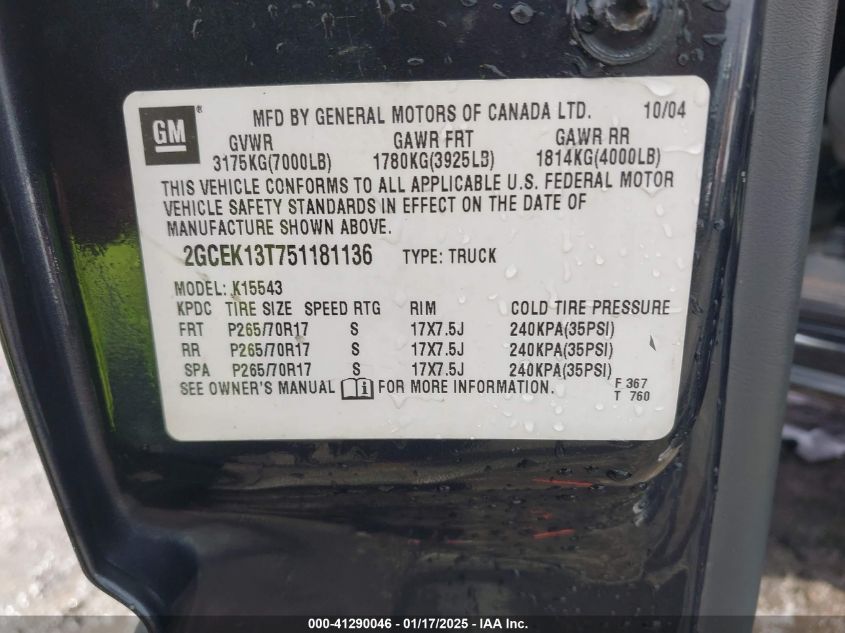 GM® MFD BY GENERAL MOTORS OF CANADA LTD. 10/04
GVWR GAWR FRT GAWR RR
3175KG(7000LB) 1780KG(3925LB) 1814KG(4000LB)
THIS VEHICLE CONFORMS TO ALL APPLICABLE U.S. FEDERAL MOTOR
VEHICLE SAFETY STANDARDS IN EFFECT ON THE DATE OF
MANUFACTURE SHOWN ABOVE.
2GCEK13T751181136 TYPE: TRUCK
MODEL: K15543
KPDC TIRE SIZE SPEED RTG RIM COLD TIRE PRESSURE
FRT P265/70R17 S 17X7.5J 240KPA(35PSI)
RR P265/70R17 S 17X7.5J 240KPA(35PSI)
SPA P265/70R17 S 17X7.5J 240KPA(35PSI)
SEE OWNER'S MANUAL i FOR MORE INFORMATION. F 367
T 760
000-41290046 - 01/17/2025 - IAAI.com